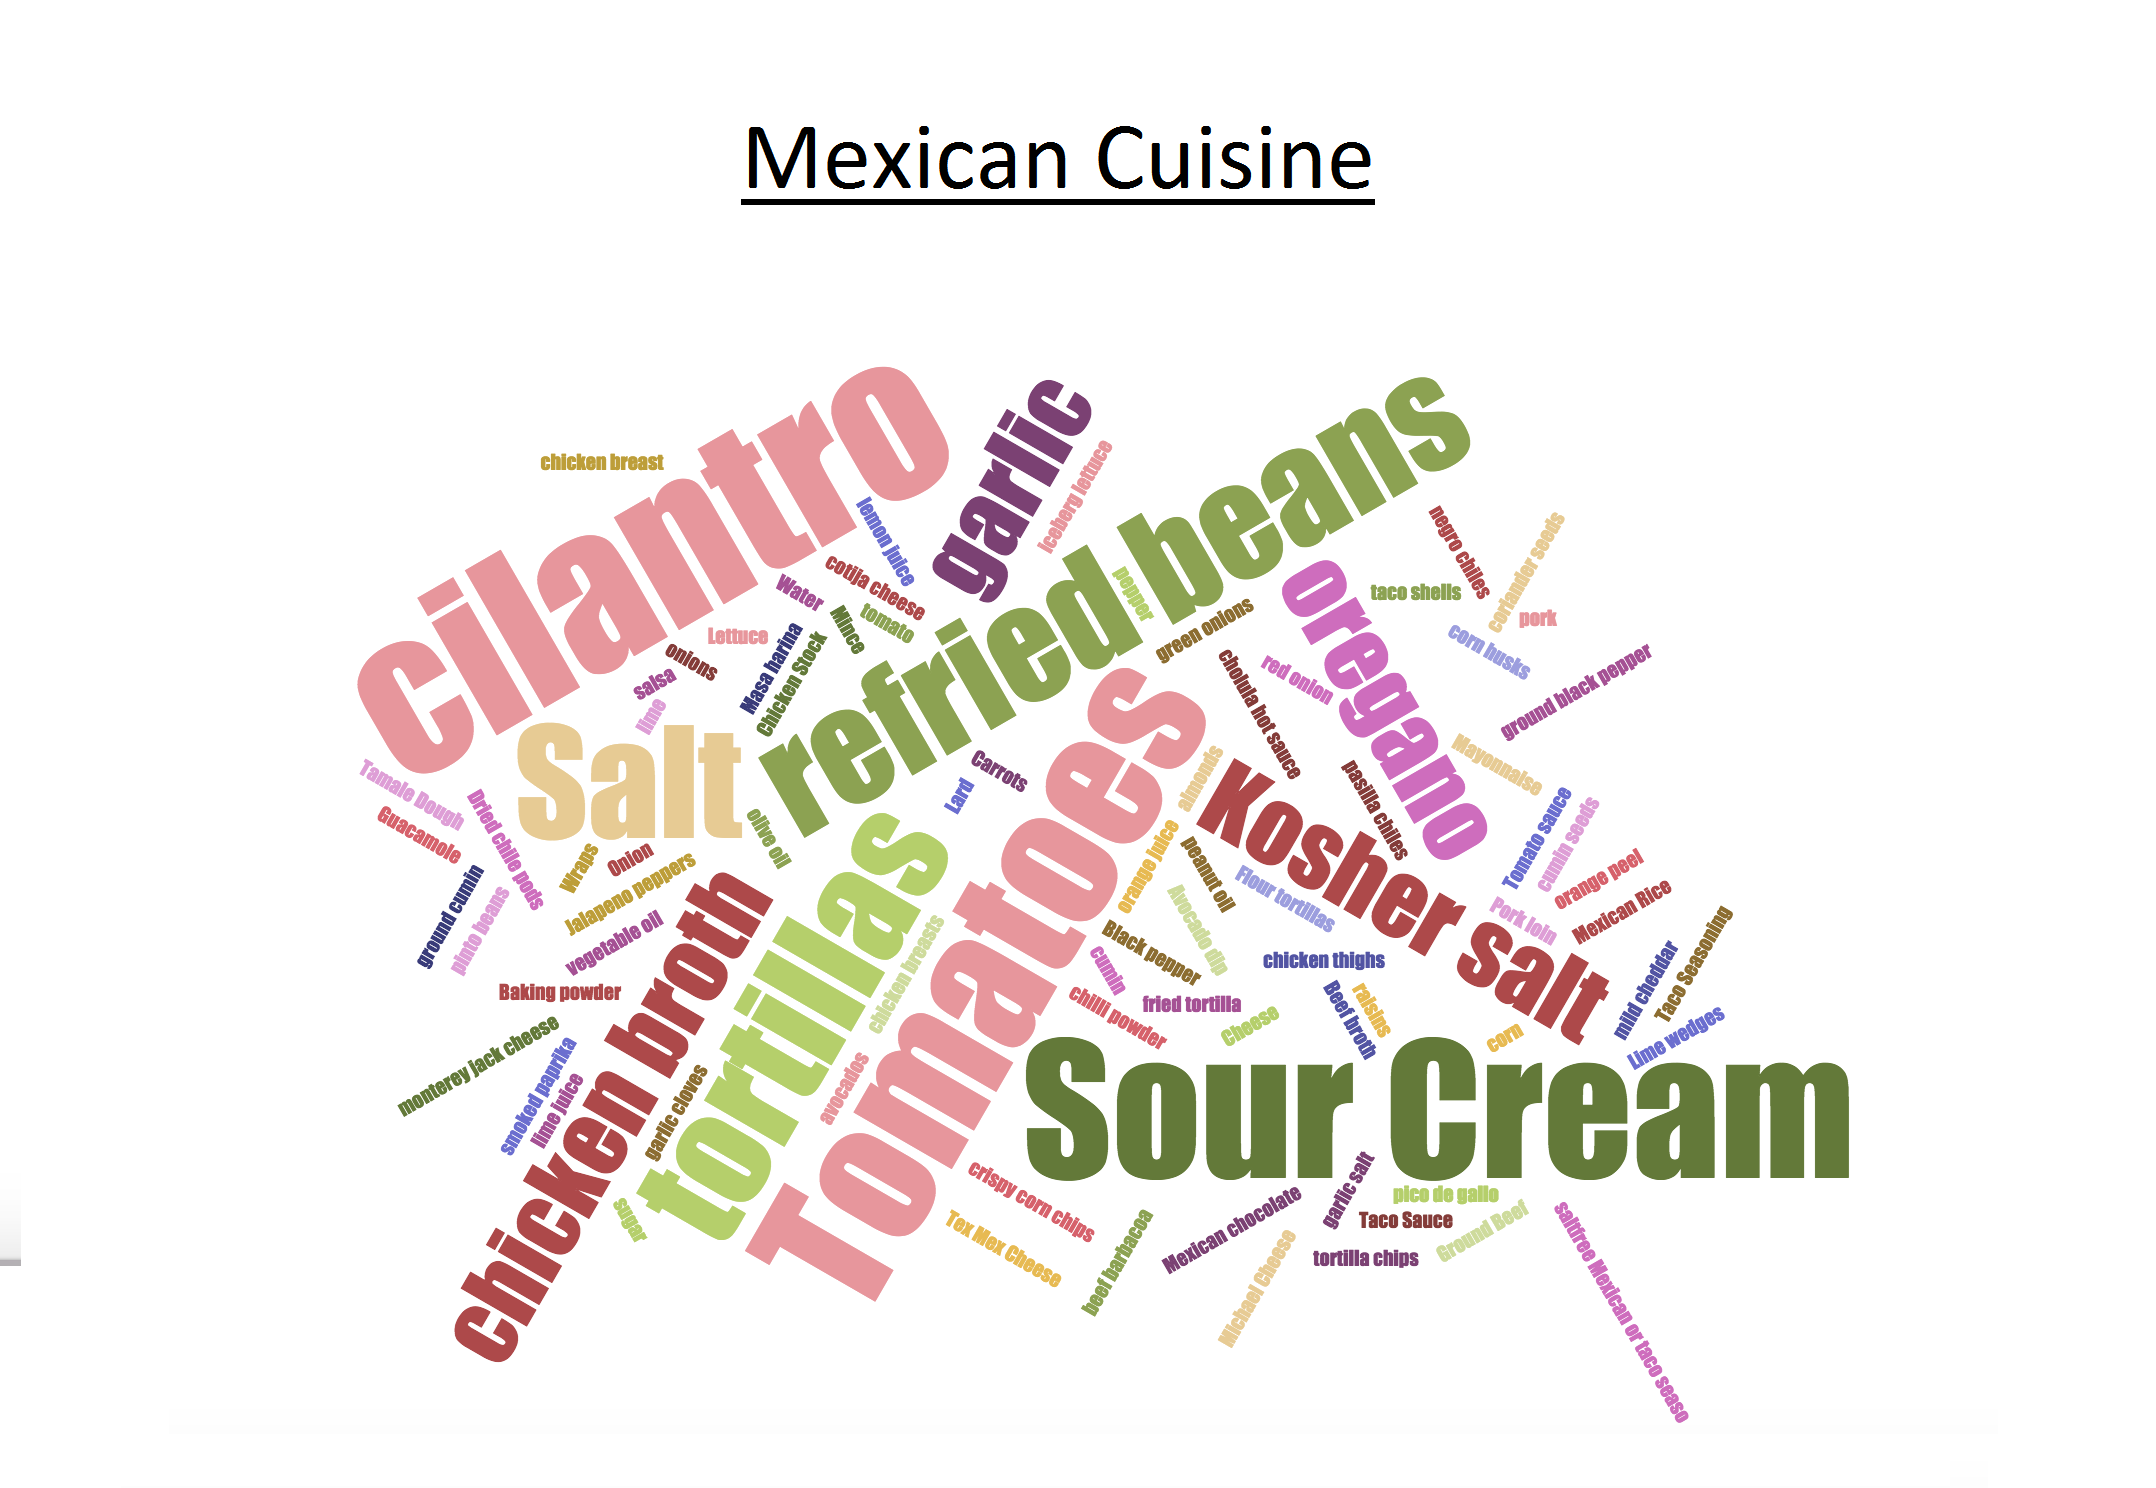 Mexican Cuisine
cilantro
garlic
Iceberg lettuce
refried beans
chicken breast
lemon juice
cotija cheese
Water
Mince
tomato
pepper
green onions
Lettuce
Onions
salsa
lime
Masa harina
Chicken Stock
oregano
negro chiles
coriander seeds
taco shells
pork
corn husks
ground black pepper
red onion
cholula hot sauce
pasilla chiles
Mayonnaise
Salt
Tamale Dough
Guacamole
Dried chile pods
ground cumin
pinto beans
Wraps
Onion
Jalapeno peppers
vegetable oil
olive oil
Lard
Carrots
almonds
Tomatoes
tortillas
chicken broth
Kosher salt
orange juice
peanut oil
Flour tortillas
Avocado dip
Black pepper
cumin
chilli powder
fried tortilla
Cheese
chicken thighs
Beef broth
raisins
corn
Tomato sauce
cumin seeds
orange peel
Mexican Rice
Pork loin
mild cheddar
Taco Seasoning
Lime wedges
Baking powder
monterey jack cheese
smoked paprika
lime juice
garlic cloves
chicken breasts
avocados
sugar
Sour Cream
crispy corn chips
Tex Mex Cheese
beef barbacoa
Mexican chocolate
Michael Cheese
garlic salt
pico de gallo
Taco Sauce
tortilla chips
Ground Beef
saltfree Mexican or taco seaso